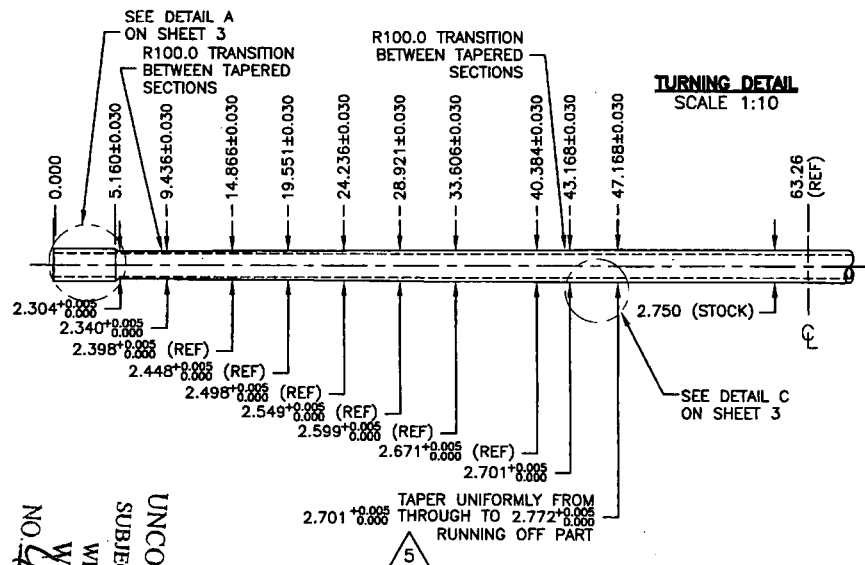 SEE DETAIL A
ON SHEET 3
R100.0 TRANSITION
BETWEEN TAPERED
SECTIONS
R100.0 TRANSITION
BETWEEN TAPERED
SECTIONS
TURNING DETAIL
SCALE 1:10
0.000
5.160±0.030
9.436±0.030
14.866±0.030
19.551±0.030
24.236±0.030
28.921±0.030
33.606±0.030
40.384±0.030
43.168±0.030
47.168±0.030
63.26
(REF)
2.304 +0.005 0.000
2.340 +0.005 0.000
2.398 +0.005 0.000 (REF)
2.448 +0.005 0.000 (REF)
2.498 +0.005 0.000 (REF)
2.549 +0.005 0.000 (REF)
2.599 +0.005 0.000 (REF)
2.671 +0.005 0.000 (REF)
2.701 +0.005 0.000
2.750 (STOCK)
℄
SEE DETAIL C
ON SHEET 3
TAPER UNIFORMLY FROM
2.701 +0.005 0.000 THROUGH TO 2.772 +0.005 0.000
RUNNING OFF PART
5
UNCO
SUBJE
NO.